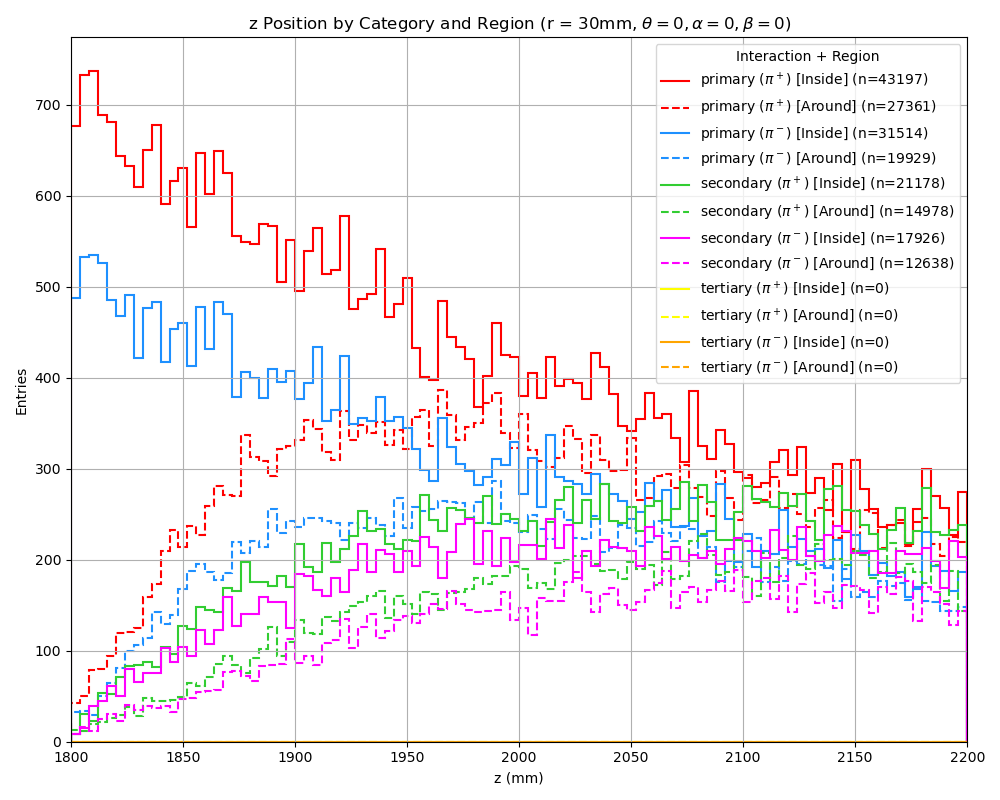 z Position by Category and Region (r = 30mm, θ = 0, α = 0, β = 0)
Interaction + Region
primary (π⁺) [Inside] (n=43197)
primary (π⁺) [Around] (n=27361)
primary (π⁻) [Inside] (n=31514)
primary (π⁻) [Around] (n=19929)
secondary (π⁺) [Inside] (n=21178)
secondary (π⁺) [Around] (n=14978)
secondary (π⁻) [Inside] (n=17926)
secondary (π⁻) [Around] (n=12638)
tertiary (π⁺) [Inside] (n=0)
tertiary (π⁺) [Around] (n=0)
tertiary (π⁻) [Inside] (n=0)
tertiary (π⁻) [Around] (n=0)
700
600
500
400
300
200
100
0
Entries
1800 1850 1900 1950 2000 2050 2100 2150 2200
z (mm)